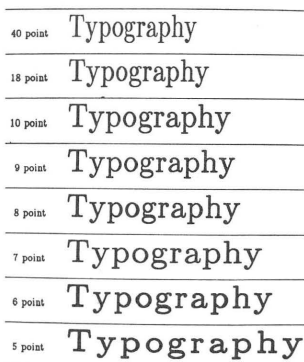 40 point Typography
18 point Typography
10 point Typography
9 point Typography
8 point Typography
7 point Typography
6 point Typography
5 point Typography